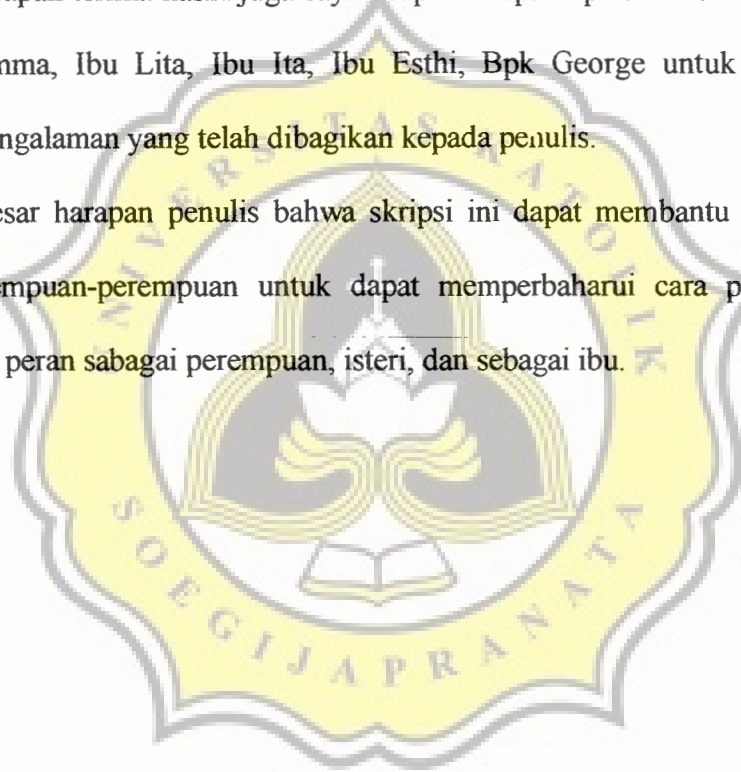 mma, Ibu Lita, Ibu Ita, Ibu Esthi, Bpk George untuk
ngalaman yang telah dibagikan kepada penulis.
esar harapan penulis bahwa skripsi ini dapat membantu
mpuan-perempuan untuk dapat memperbaharui cara p
peran sabagai perempuan, isteri, dan sebagai ibu.
UNIVERSITAS KATOLIK
SOEGIJAPRANATA